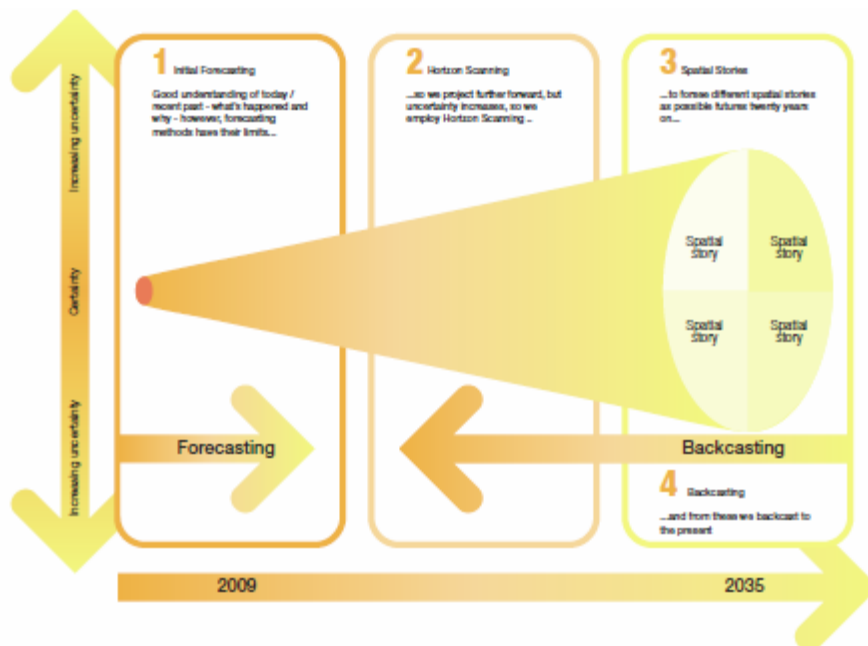 1 Initial Forecasting
Good understanding of today /
recent past - what's happened and
why - however, forecasting
methods have their limits...
2 Horizon Scanning
...so we project further forward, but
uncertainty increases, so we
employ Horizon Scanning ..
3 Spatial Stories
...to forsee different spatial stories
as possible futures twenty years
on...
Increasing uncertainty
Certainty
Increasing uncertainty
Spatial
story
Spatial
story
Spatial
story
Spatial
story
Forecasting
Backcasting
4 Backcasting
...and from these we backcast to
the present
2009
2035